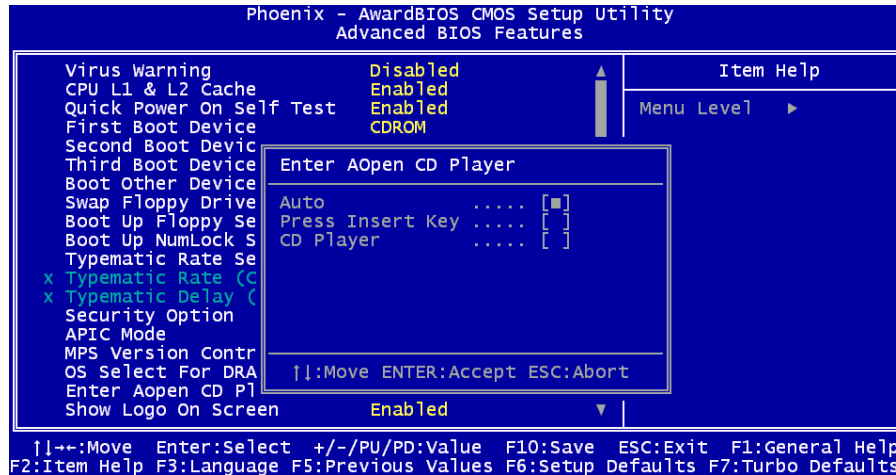 Phoenix - AwardBIOS CMOS Setup Utility
Advanced BIOS Features
Virus Warning Disabled
CPU L1 & L2 Cache Enabled
Quick Power On Self Test Enabled
First Boot Device CDROM
Second Boot Devic
Third Boot Device
Boot Other Device
Swap Floppy Drive
Boot Up Floppy Se
Boot Up NumLock S
Typematic Rate Se
x Typematic Rate (C
x Typematic Delay (
Security Option
APIC Mode
MPS Version Contr
OS Select For DRA
Enter Aopen CD Pl
Show Logo On Screen Enabled
Item Help
Menu Level ▶
Enter AOpen CD Player
Auto ..... [■]
Press Insert Key ..... [ ]
CD Player ..... [ ]
↑↓:Move ENTER:Accept ESC:Abort
↑↓→←:Move Enter:Select +/-/PU/PD:Value F10:Save ESC:Exit F1:General Help
F2:Item Help F3:Language F5:Previous Values F6:Setup Defaults F7:Turbo Defaults